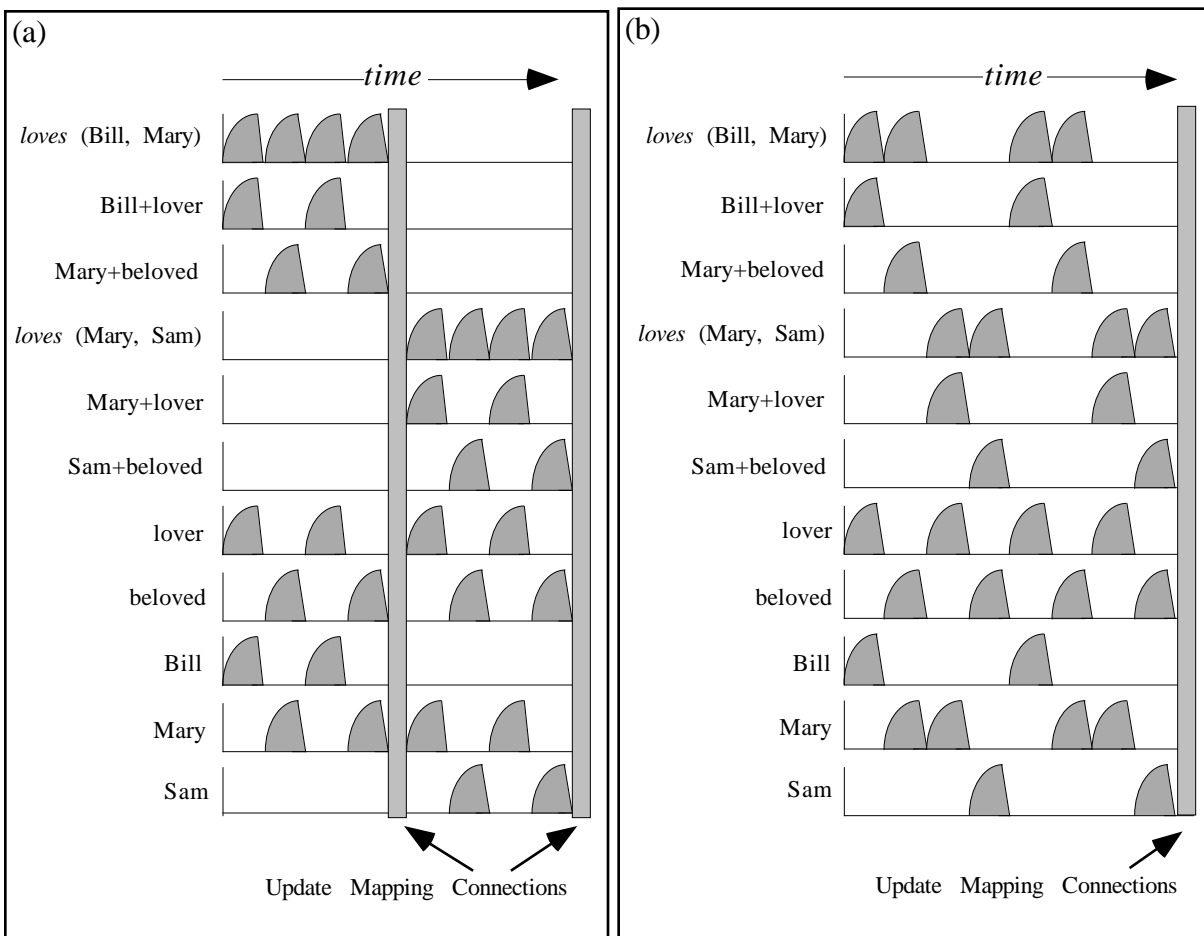 (a)
time
loves (Bill, Mary)
Bill+lover
Mary+beloved
loves (Mary, Sam)
Mary+lover
Sam+beloved
lover
beloved
Bill
Mary
Sam
Update Mapping Connections
(b)
time
loves (Bill, Mary)
Bill+lover
Mary+beloved
loves (Mary, Sam)
Mary+lover
Sam+beloved
lover
beloved
Bill
Mary
Sam
Update Mapping Connections